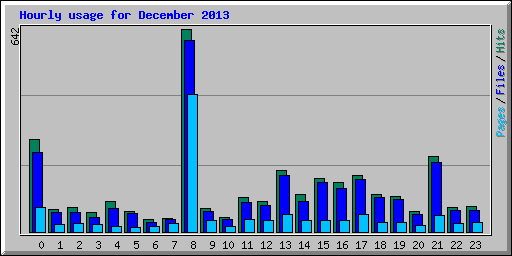 Hourly usage for December 2013
642
Pages / Files / Hits
0 1 2 3 4 5 6 7 8 9 10 11 12 13 14 15 16 17 18 19 20 21 22 23